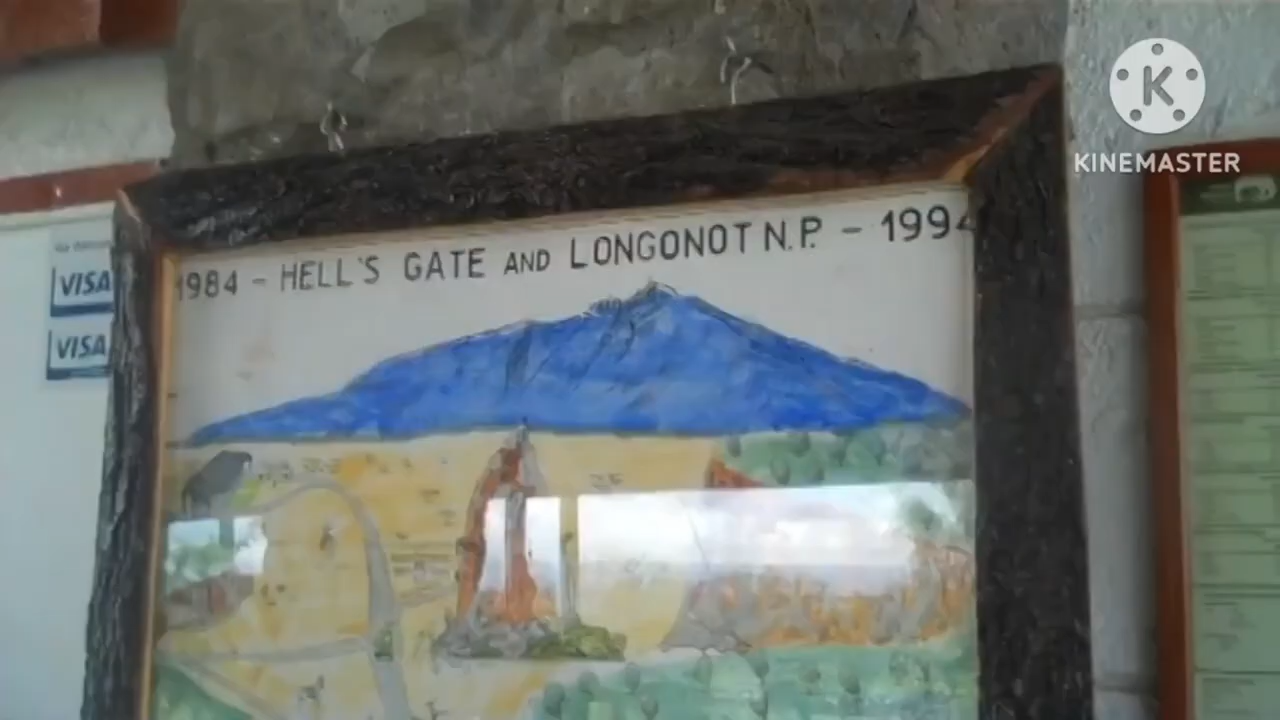 1984 - HELL'S GATE AND LONGONOT N.P. - 1994
VISA
VISA
K
KINEMASTER